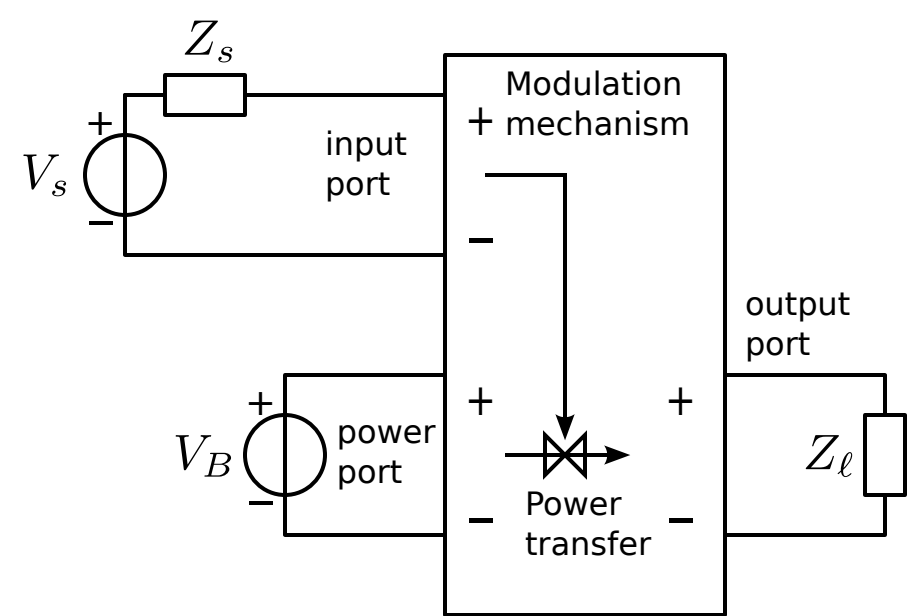 Z_s
Modulation
mechanism
+
+
input
port
V_s
−
−
output
port
+
+
+
power
port
V_B
Z_ℓ
−
−
−
Power
transfer